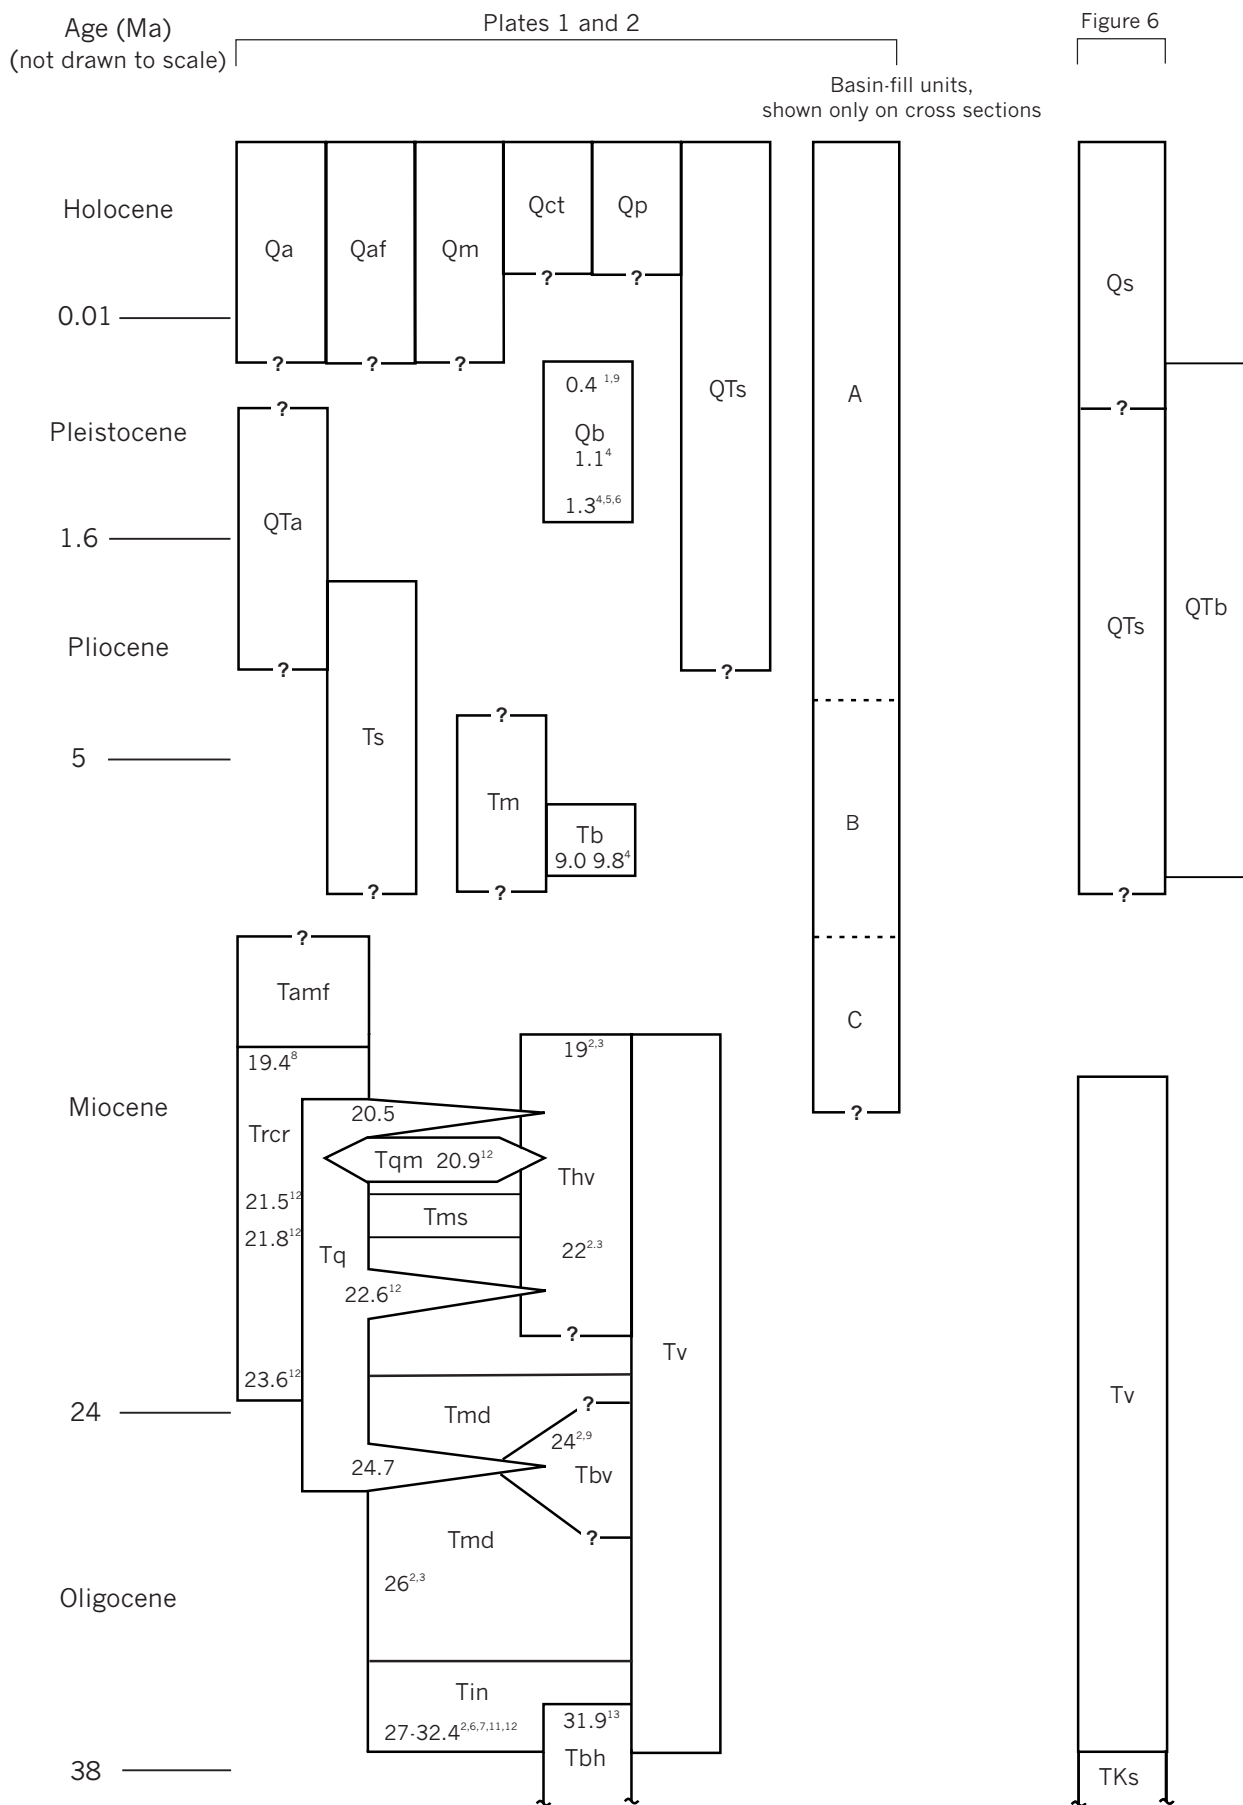 Age (Ma)
(not drawn to scale)
Plates 1 and 2
Figure 6
Basin-fill units,
shown only on cross sections
Holocene
Qa
Qaf
Qm
Qct
Qp
?
?
Qs
0.01
?
?
?
0.4 1,9
Qb
1.1 4
1.3 4,5,6
QTs
A
?
?
Pleistocene
QTa
1.6
QTs
QTb
Pliocene
?
?
Ts
?
5
Tm
Tb
9.0 9.8 4
B
?
?
?
?
Tamf
C
19.4 8
19 2,3
Miocene
20.5
?
Trcr
Tqm 20.9 12
Thv
21.5 12
Tms
21.8 12
Tq
22 2.3
22.6 12
?
Tv
23.6 12
Tv
24
Tmd
?
24 2,9
24.7
Tbv
Tmd
?
26 2,3
Oligocene
Tin
27-32.4 2,6,7,11,12
31.9 13
Tbh
38
TKs